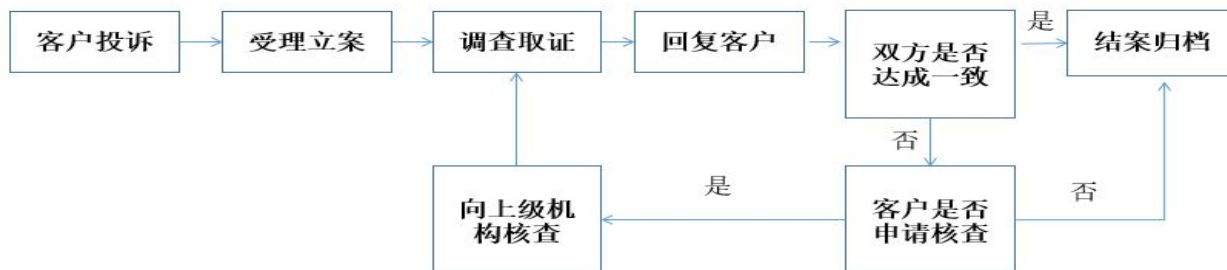 客户投诉
受理立案
调查取证
回复客户
双方是否
达成一致
是
结案归档
否
向上级机
构核查
是
客户是否
申请核查
否